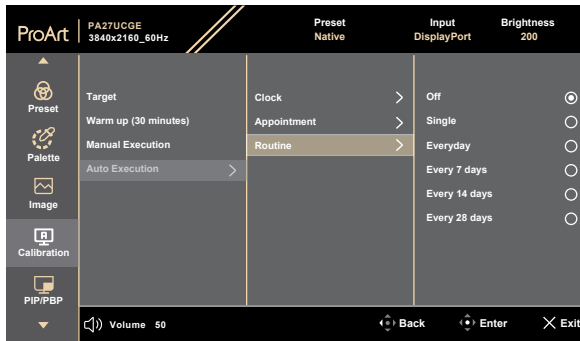 ProArt
PA27UCGE
3840x2160_60Hz
Preset
Native
Input
DisplayPort
Brightness
200
Preset
Palette
Image
Calibration
PIP/PBP
Target
Warm up (30 minutes)
Manual Execution
Auto Execution
Clock
Appointment
Routine
Off
Single
Everyday
Every 7 days
Every 14 days
Every 28 days
Volume 50
Back
Enter
Exit